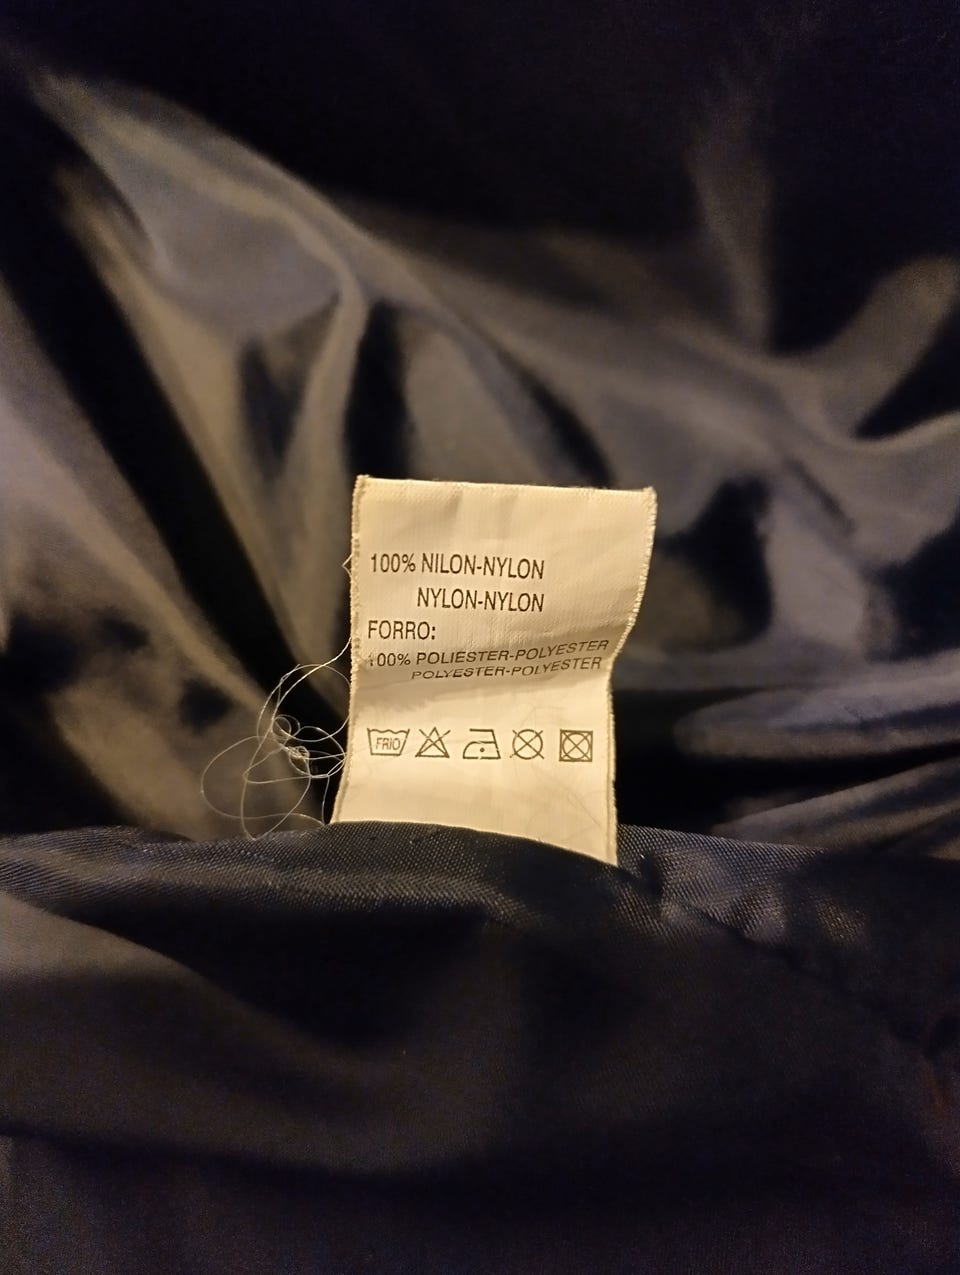 100% NILON-NYLON
NYLON-NYLON
FORRO:
100% POLIESTER-POLYESTER
POLYESTER-POLYESTER
FRIO